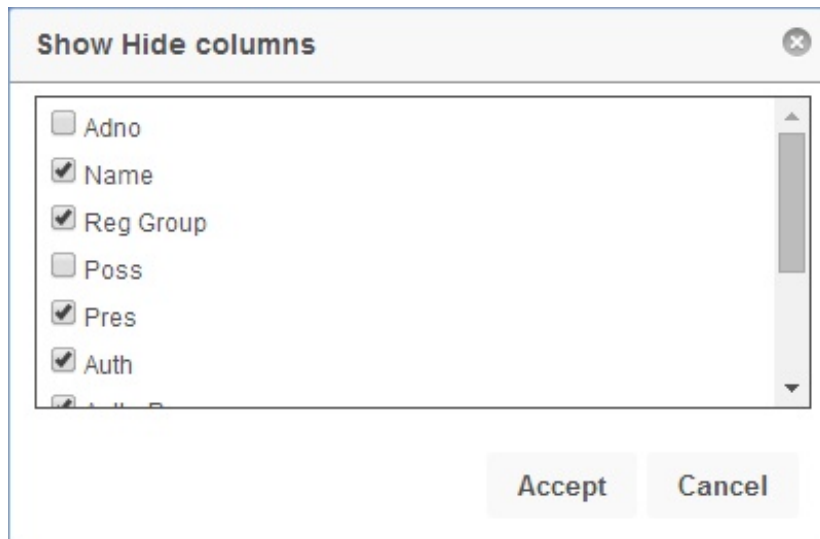 Show Hide columns
Adno
Name
Reg Group
Poss
Pres
Auth
Accept Cancel